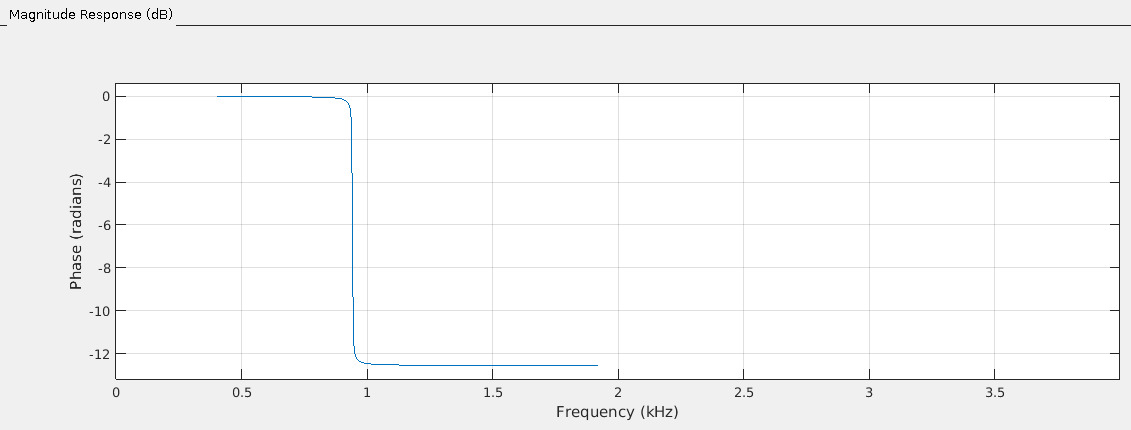 Magnitude Response (dB)
0
-2
-4
-6
-8
-10
-12
Phase (radians)
0 0.5 1 1.5 2 2.5 3 3.5
Frequency (kHz)